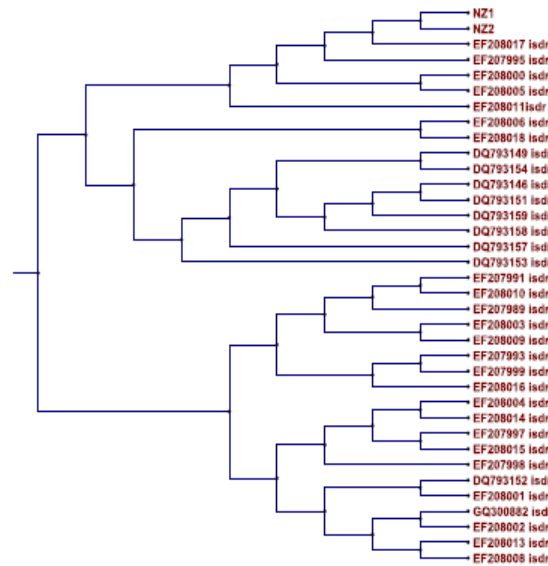 NZ1
NZ2
EF208017 isdr
EF207995 isdr
EF208000 isdr
EF208005 isdr
EF208011isdr
EF208006 isdr
EF208018 isdr
DQ793149 isdr
DQ793154 isdr
DQ793146 isdr
DQ793151 isdr
DQ793159 isdr
DQ793158 isdr
DQ793157 isdr
DQ793153 isdr
EF207991 isdr
EF208010 isdr
EF207989 isdr
EF208003 isdr
EF208009 isdr
EF207993 isdr
EF207999 isdr
EF208016 isdr
EF208004 isdr
EF208014 isdr
EF207997 isdr
EF208015 isdr
EF207998 isdr
DQ793152 isdr
EF208001 isdr
GQ300882 isd
EF208002 isdr
EF208013 isdr
EF208008 isdr